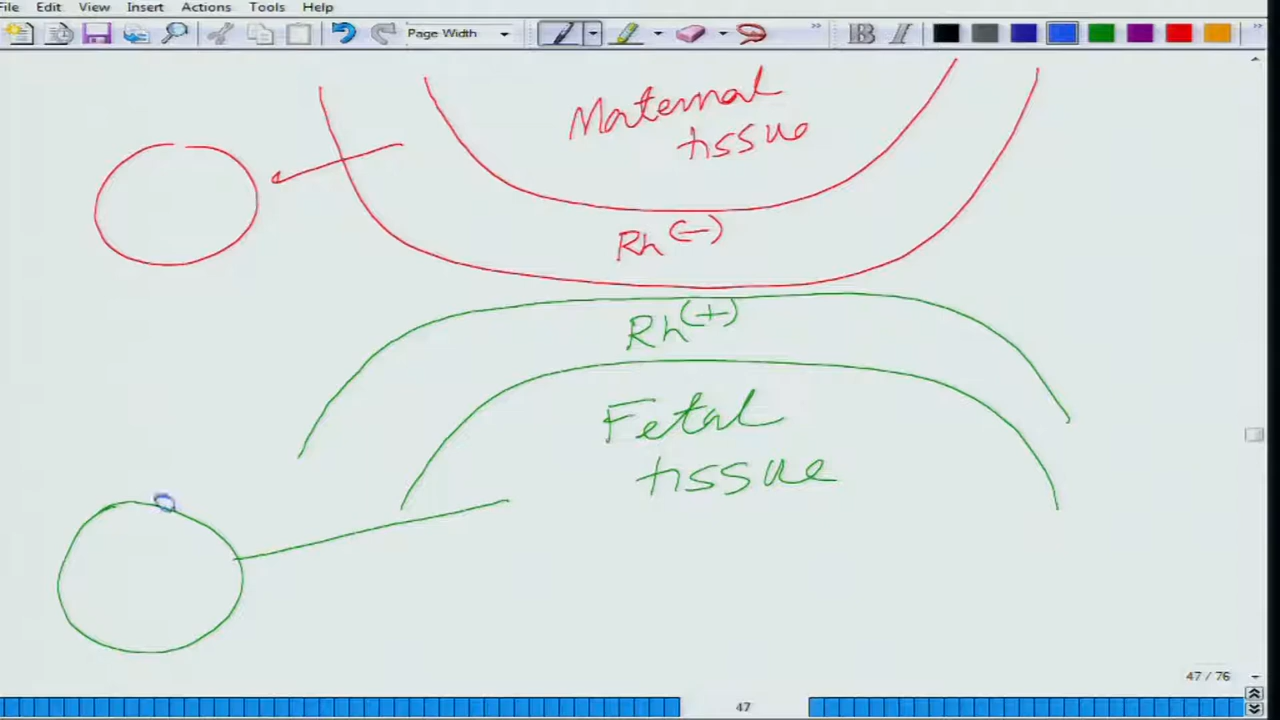 File Edit View Insert Actions Tools Help
Page Width
B I
Maternal
tissue
Rh (-)
Rh (+)
Fetal
tissue
47 / 76
47